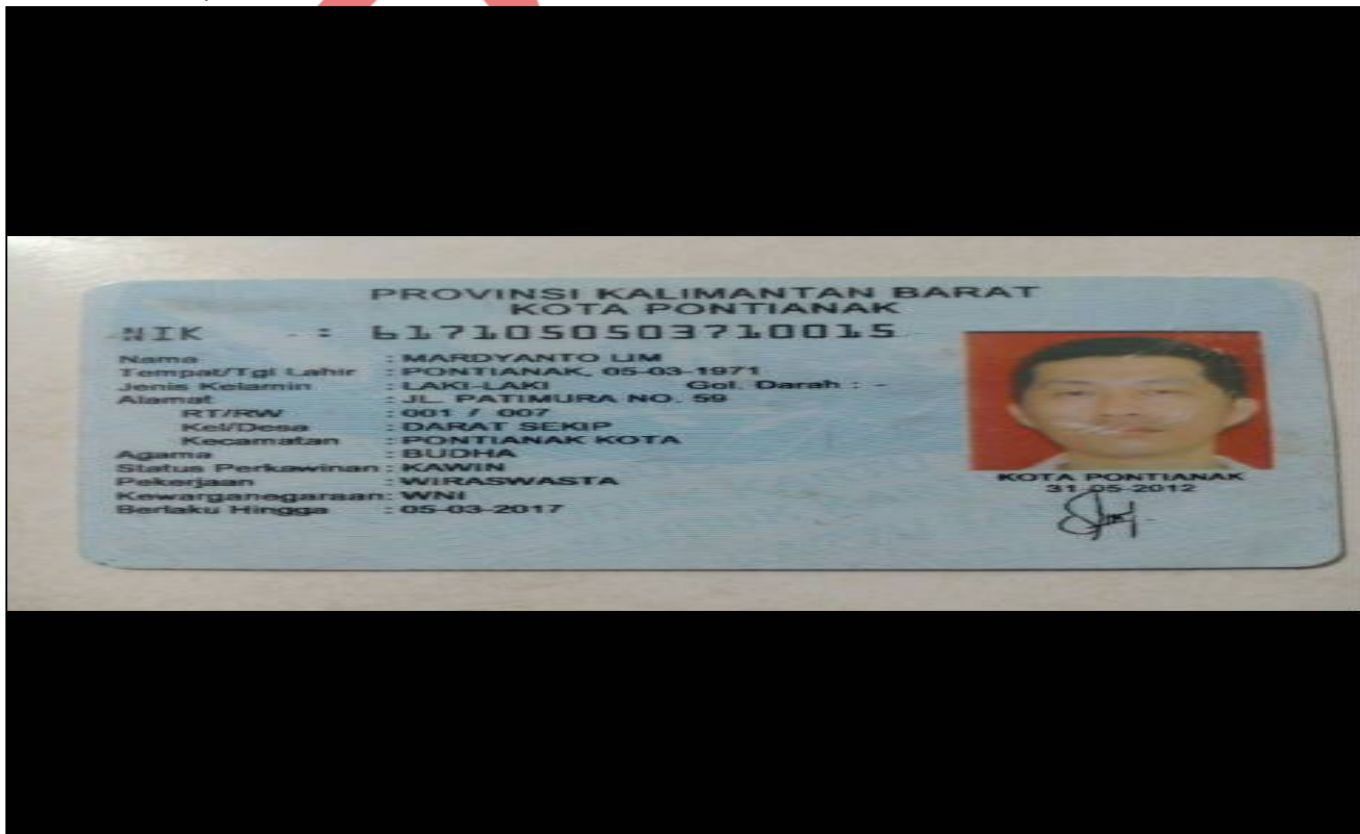 PROVINSI KALIMANTAN BARAT
KOTA PONTIANAK
NIK : 6171050503710015
Nama : MARDYANTO LIM
Tempat/Tgl Lahir : PONTIANAK, 05-03-1971
Jenis Kelamin : LAKI-LAKI Gol. Darah : -
Alamat : JL. PATIMURA NO. 59
RT/RW : 001 / 007
Kel/Desa : DARAT SEKIP
Kecamatan : PONTIANAK KOTA
Agama : BUDHA
Status Perkawinan : KAWIN
Pekerjaan : WIRASWASTA
Kewarganegaraan : WNI
Berlaku Hingga : 05-03-2017
KOTA PONTIANAK
31-05-2012